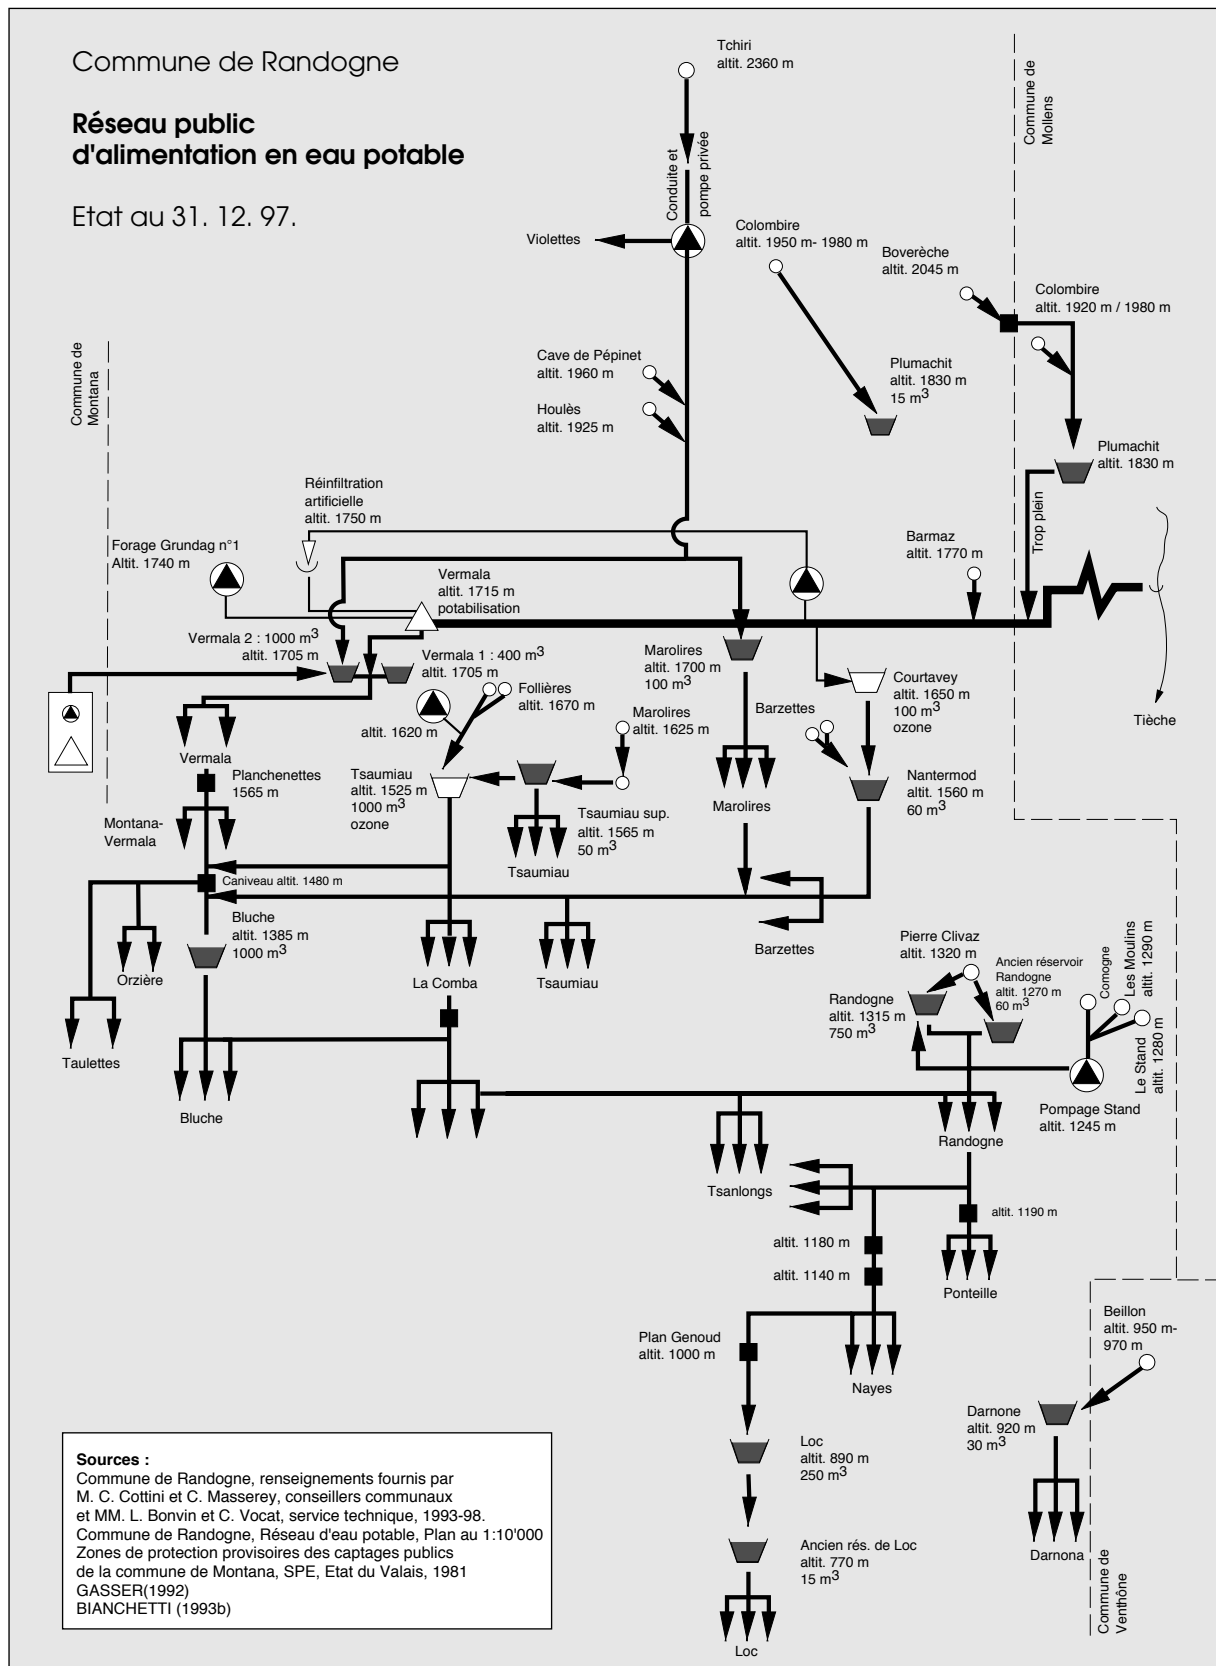 Commune de Randogne
Réseau public
d'alimentation en eau potable
Etat au 31. 12. 97.
Tchiri
altit. 2360 m
Conduite et
pompe privée
Commune de
Mollens
Violettes
Colombire
altit. 1950 m- 1980 m
Boverèche
altit. 2045 m
Colombire
altit. 1920 m / 1980 m
Commune de
Montana
Cave de Pépinet
altit. 1960 m
Houlès
altit. 1925 m
Plumachit
altit. 1830 m
15 m3
Plumachit
altit. 1830 m
Trop plein
Réinfiltration
artificielle
altit. 1750 m
Forage Grundag n°1
Altit. 1740 m
Vermala
altit. 1715 m
potabilisation
Barmaz
altit. 1770 m
Vermala 2 : 1000 m3
altit. 1705 m
Vermala 1 : 400 m3
altit. 1705 m
Marolires
altit. 1700 m
100 m3
Courtavey
altit. 1650 m
100 m3
ozone
Tièche
Follières
altit. 1670 m
altit. 1620 m
Marolires
altit. 1625 m
Barzettes
Vermala
Planchenettes
1565 m
Tsaumiau
altit. 1525 m
1000 m3
ozone
Nantermod
altit. 1560 m
60 m3
Marolires
Montana-
Vermala
Tsaumiau sup.
altit. 1565 m
50 m3
Tsaumiau
Caniveau altit. 1480 m
Bluche
altit. 1385 m
1000 m3
Barzettes
Orzière
La Comba
Tsaumiau
Pierre Clivaz
altit. 1320 m
Ancien réservoir
Randogne
altit. 1270 m
60 m3
Comogne
Les Moulins
altit. 1290 m
Le Stand
altit. 1280 m
Randogne
altit. 1315 m
750 m3
Taulettes
Bluche
Pompage Stand
altit. 1245 m
Randogne
Tsanlongs
altit. 1190 m
altit. 1180 m
altit. 1140 m
Ponteille
Plan Genoud
altit. 1000 m
Nayes
Beillon
altit. 950 m-
970 m
Darnone
altit. 920 m
30 m3
Loc
altit. 890 m
250 m3
Ancien rés. de Loc
altit. 770 m
15 m3
Darnona
Loc
Commune de
Venthône
Sources :
Commune de Randogne, renseignements fournis par
M. C. Cottini et C. Masserey, conseillers communaux
et MM. L. Bonvin et C. Vocat, service technique, 1993-98.
Commune de Randogne, Réseau d'eau potable, Plan au 1:10'000
Zones de protection provisoires des captages publics
de la commune de Montana, SPE, Etat du Valais, 1981
GASSER(1992)
BIANCHETTI (1993b)